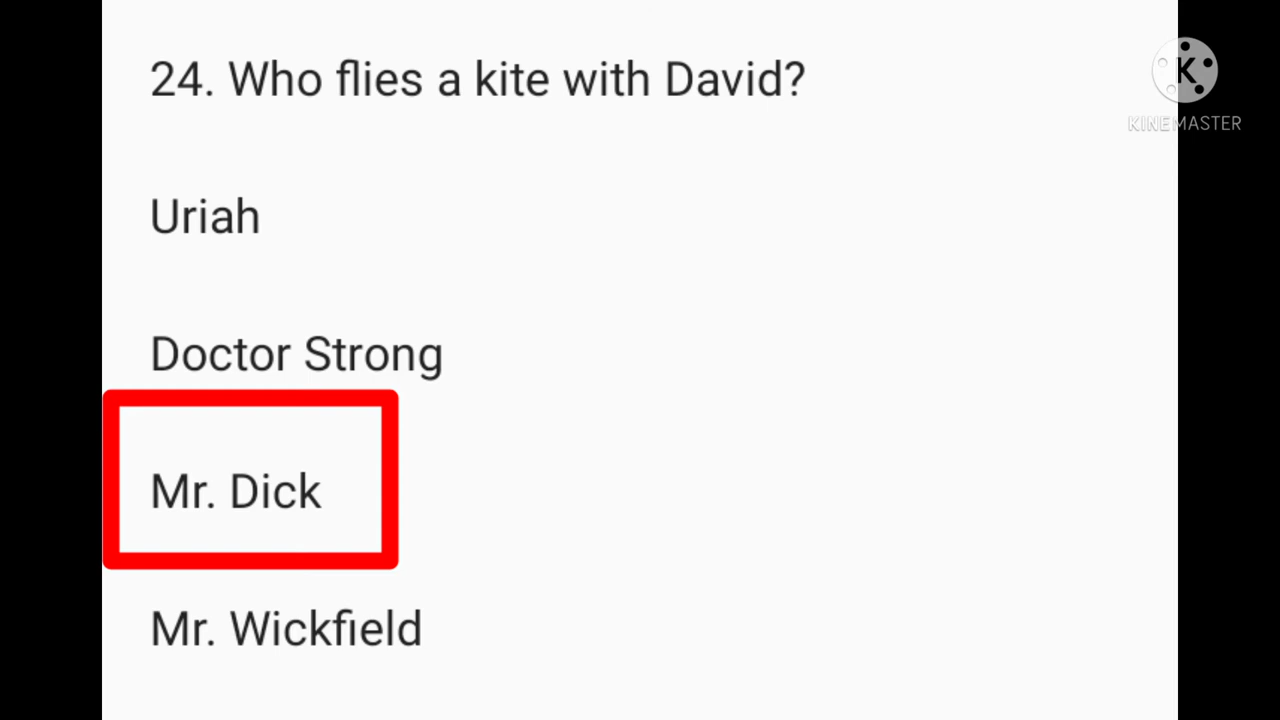 24. Who flies a kite with David?
K
KINEMASTER
Uriah
Doctor Strong
Mr. Dick
Mr. Wickfield